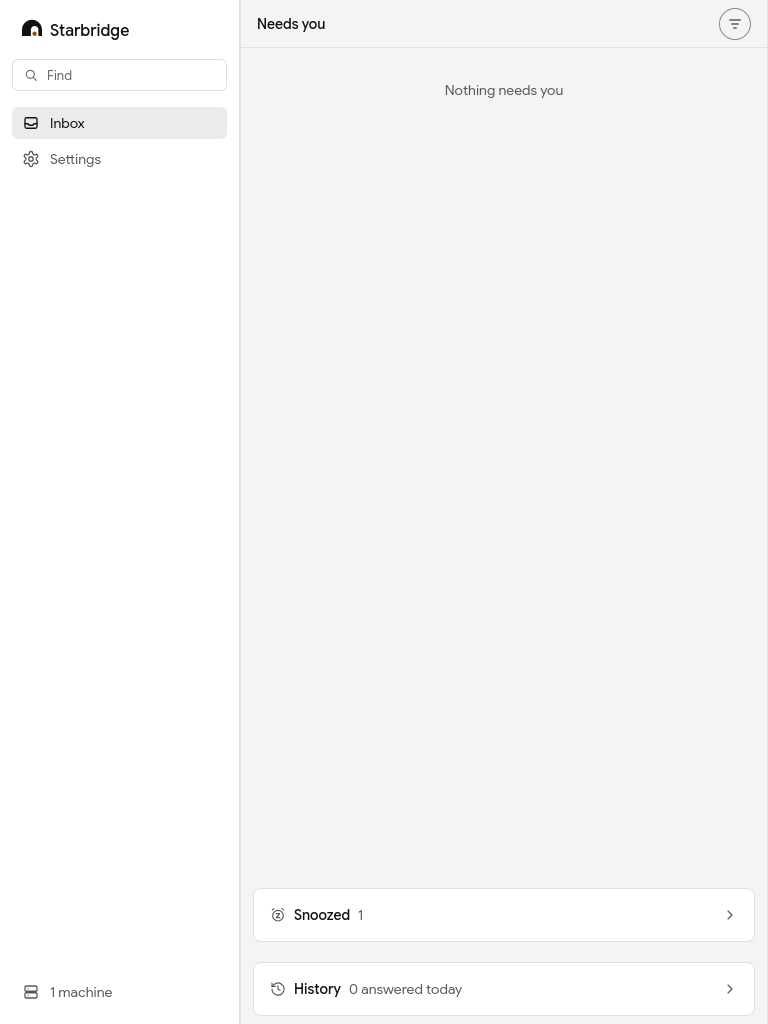 Starbridge
Find
Inbox
Settings
1 machine
Needs you
Nothing needs you
Snoozed 1
History 0 answered today